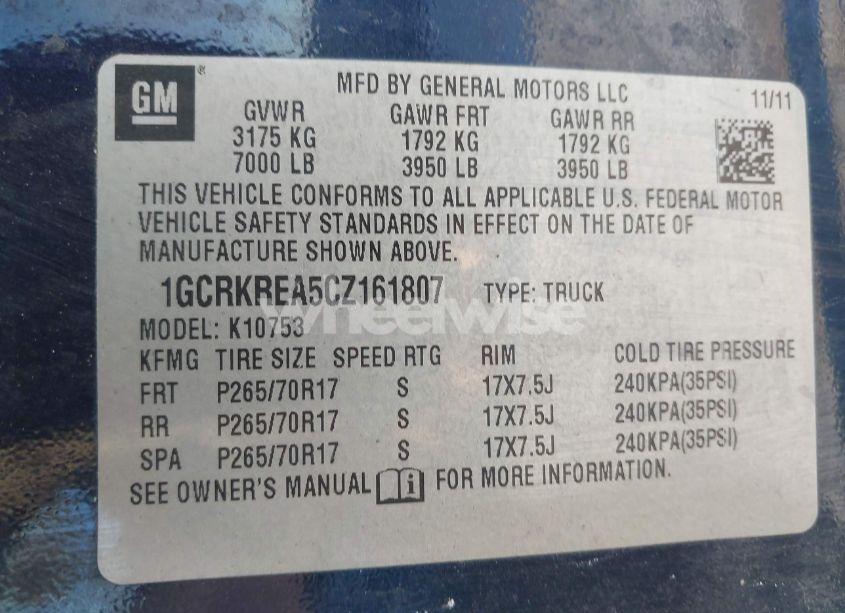 GM
MFD BY GENERAL MOTORS LLC
11/11
GVWR GAWR FRT GAWR RR
3175 KG 1792 KG 1792 KG
7000 LB 3950 LB 3950 LB
THIS VEHICLE CONFORMS TO ALL APPLICABLE U.S. FEDERAL MOTOR
VEHICLE SAFETY STANDARDS IN EFFECT ON THE DATE OF
MANUFACTURE SHOWN ABOVE.
1GCRKREA5CZ161807 TYPE: TRUCK
wheelwise
MODEL: K10753
KFMG TIRE SIZE SPEED RTG RIM COLD TIRE PRESSURE
FRT P265/70R17 S 17X7.5J 240KPA(35PSI)
RR P265/70R17 S 17X7.5J 240KPA(35PSI)
SPA P265/70R17 S 17X7.5J 240KPA(35PSI)
SEE OWNER'S MANUAL i FOR MORE INFORMATION.